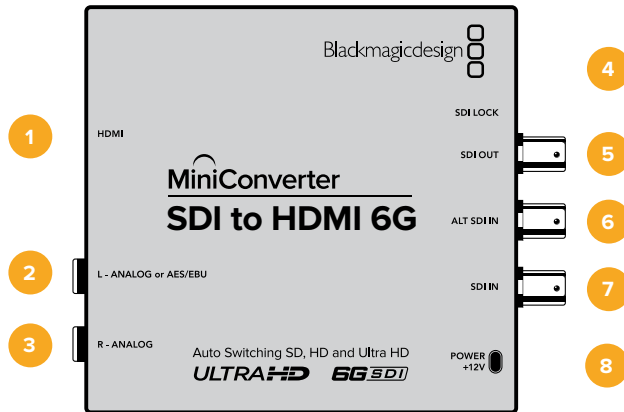 Blackmagicdesign
4
SDI LOCK
1
HDMI
SDI OUT
5
MiniConverter
SDI to HDMI 6G
ALT SDI IN
6
2
L - ANALOG or AES/EBU
SDI IN
7
3
R - ANALOG
Auto Switching SD, HD and Ultra HD
ULTRAHD 6G SDI
POWER
+12V
8